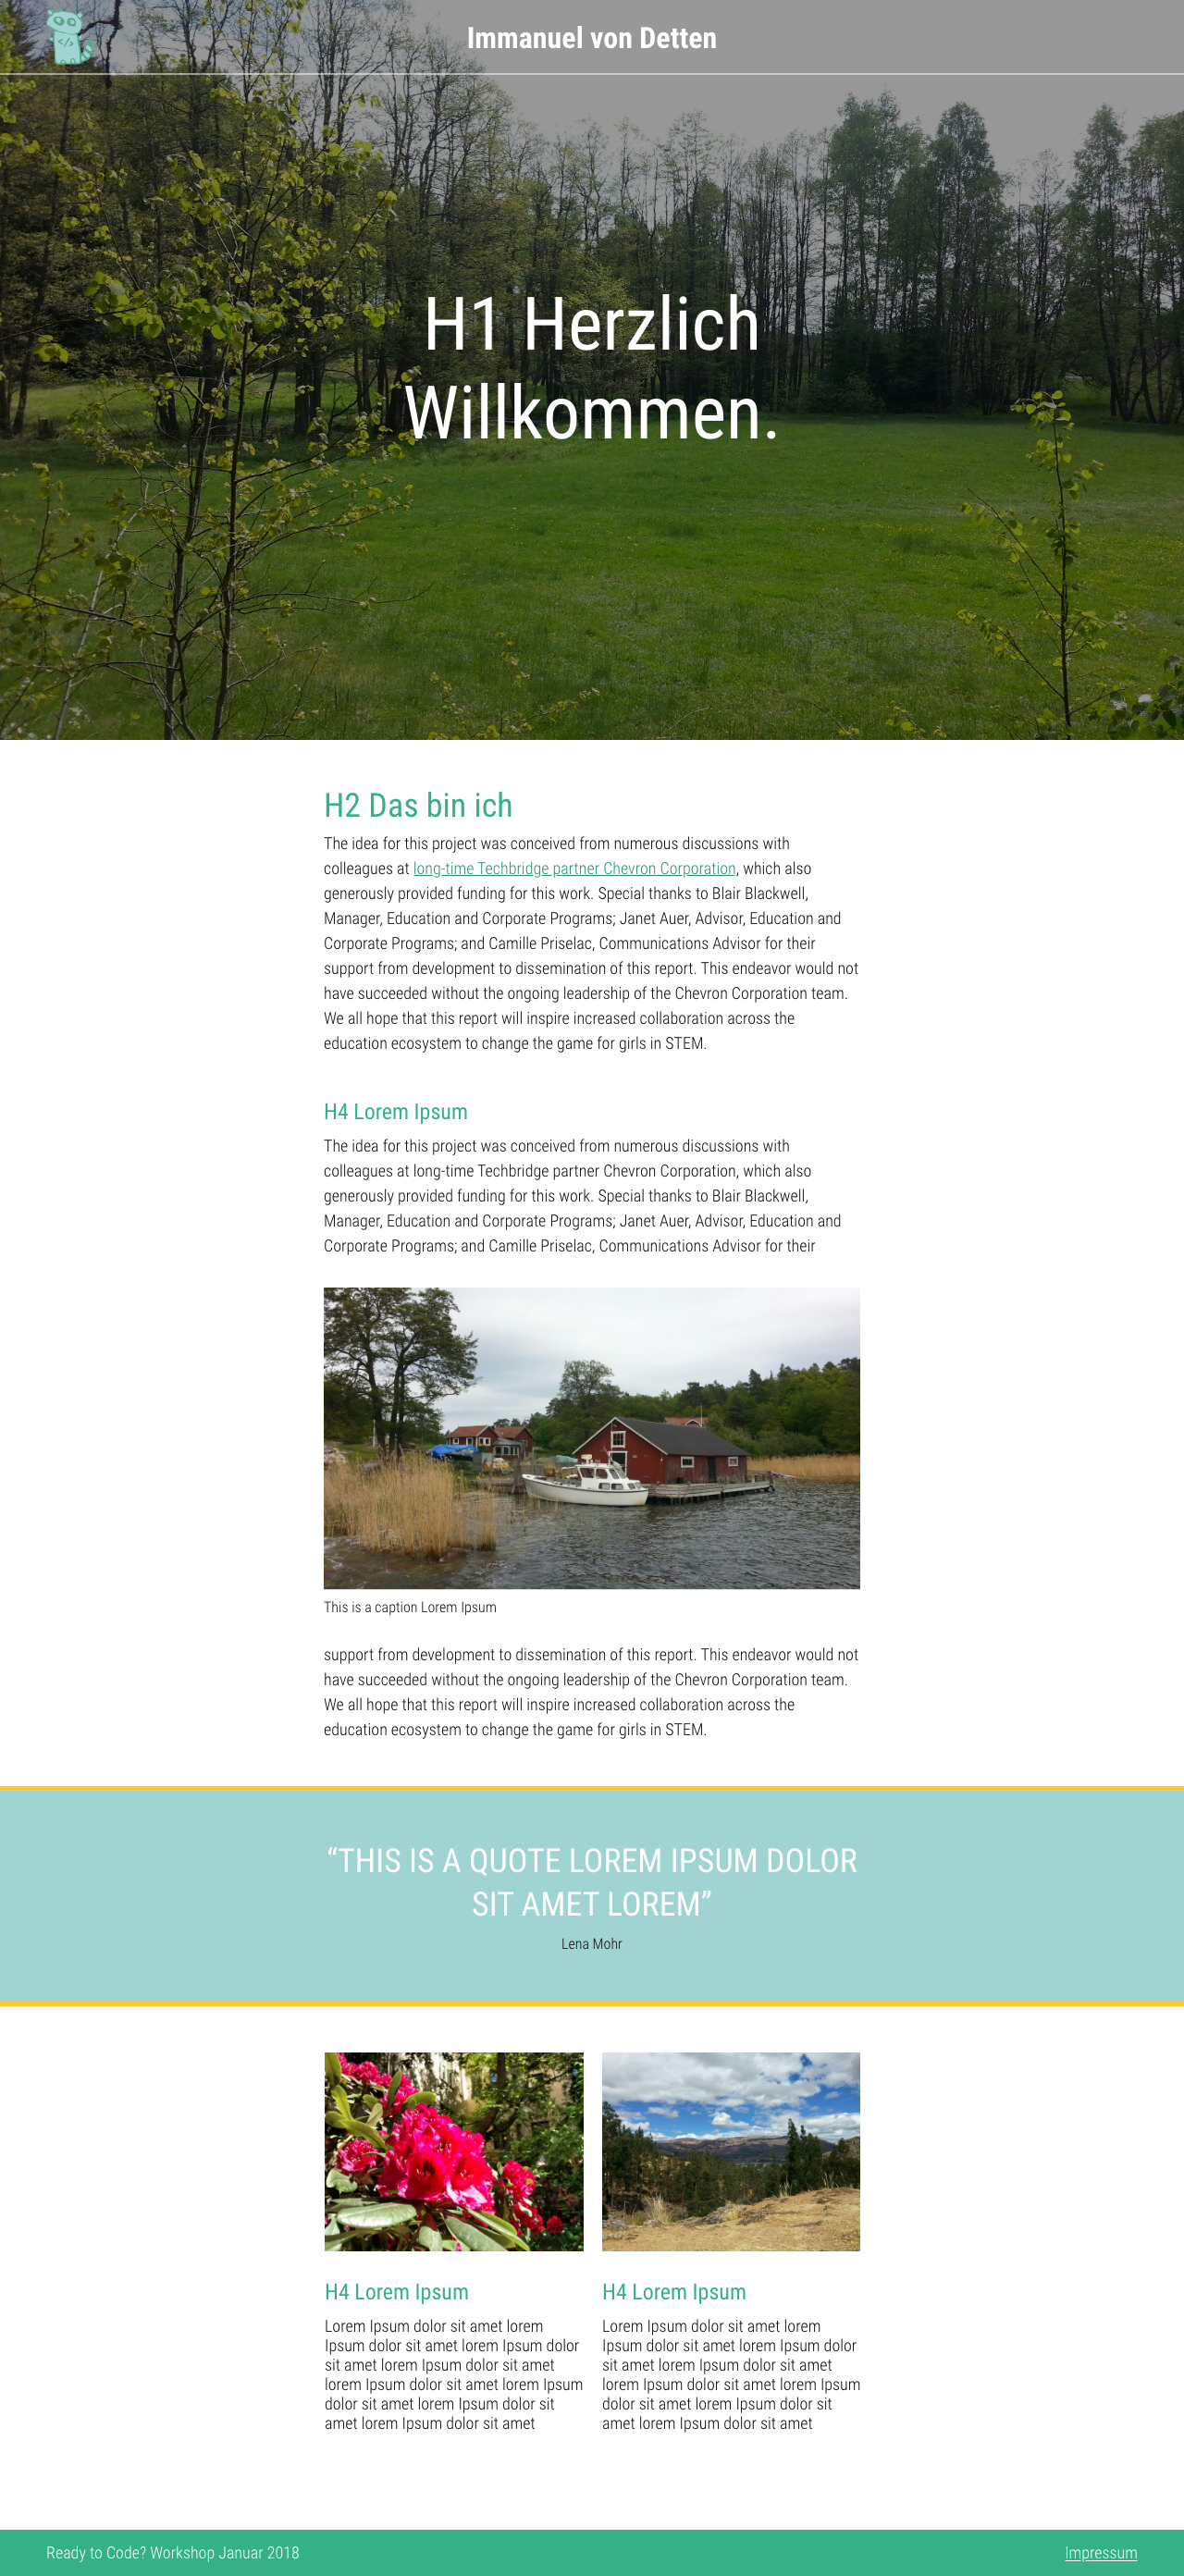 </>
Immanuel von Detten
H1 Herzlich
Willkommen.
H2 Das bin ich
The idea for this project was conceived from numerous discussions with
colleagues at long-time Techbridge partner Chevron Corporation, which also
generously provided funding for this work. Special thanks to Blair Blackwell,
Manager, Education and Corporate Programs; Janet Auer, Advisor, Education and
Corporate Programs; and Camille Priselac, Communications Advisor for their
support from development to dissemination of this report. This endeavor would not
have succeeded without the ongoing leadership of the Chevron Corporation team.
We all hope that this report will inspire increased collaboration across the
education ecosystem to change the game for girls in STEM.
H4 Lorem Ipsum
The idea for this project was conceived from numerous discussions with
colleagues at long-time Techbridge partner Chevron Corporation, which also
generously provided funding for this work. Special thanks to Blair Blackwell,
Manager, Education and Corporate Programs; Janet Auer, Advisor, Education and
Corporate Programs; and Camille Priselac, Communications Advisor for their
This is a caption Lorem Ipsum
support from development to dissemination of this report. This endeavor would not
have succeeded without the ongoing leadership of the Chevron Corporation team.
We all hope that this report will inspire increased collaboration across the
education ecosystem to change the game for girls in STEM.
“THIS IS A QUOTE LOREM IPSUM DOLOR
SIT AMET LOREM”
Lena Mohr
H4 Lorem Ipsum
Lorem Ipsum dolor sit amet lorem
Ipsum dolor sit amet lorem Ipsum dolor
sit amet lorem Ipsum dolor sit amet
lorem Ipsum dolor sit amet lorem Ipsum
dolor sit amet lorem Ipsum dolor sit
amet lorem Ipsum dolor sit amet
H4 Lorem Ipsum
Lorem Ipsum dolor sit amet lorem
Ipsum dolor sit amet lorem Ipsum dolor
sit amet lorem Ipsum dolor sit amet
lorem Ipsum dolor sit amet lorem Ipsum
dolor sit amet lorem Ipsum dolor sit
amet lorem Ipsum dolor sit amet
Ready to Code? Workshop Januar 2018
Impressum